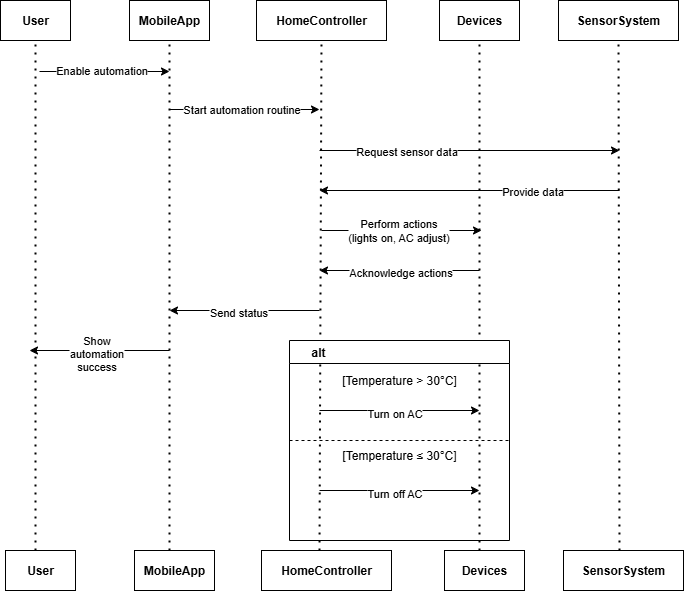 User MobileApp HomeController Devices SensorSystem
Enable automation
Start automation routine
Request sensor data
Provide data
Perform actions
(lights on, AC adjust)
Acknowledge actions
Send status
Show
automation
success
alt
[Temperature > 30°C]
Turn on AC
[Temperature ≤ 30°C]
Turn off AC
User MobileApp HomeController Devices SensorSystem